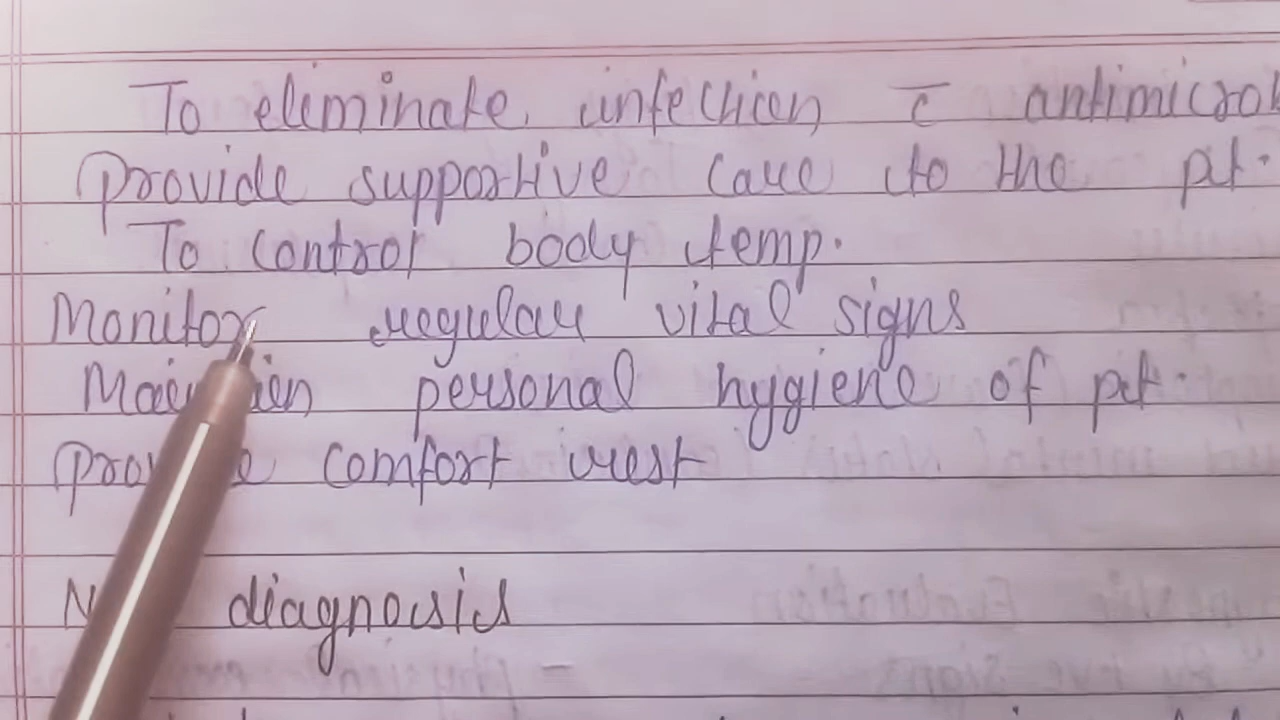 To eliminate infection c̄ antimicrob
Provide supportive care to the pt.
To control body temp.
Monitor regular vital signs
personal hygiene of pt.
comfort rest
diagnosis